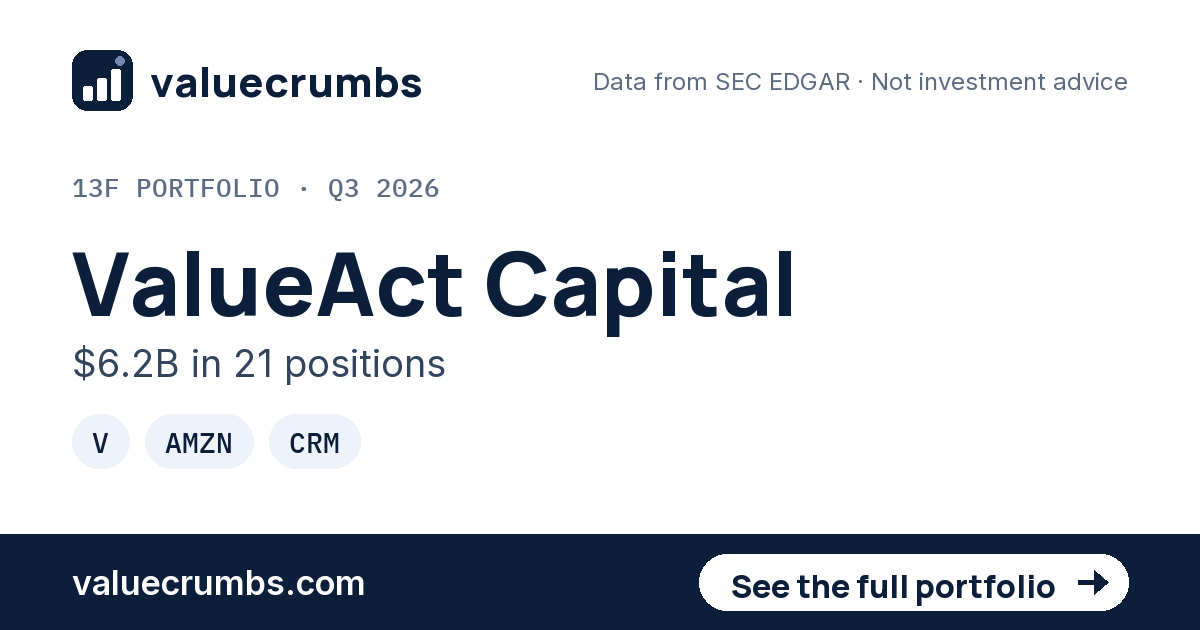 valuecrumbs
Data from SEC EDGAR · Not investment advice
13F PORTFOLIO · Q3 2026
ValueAct Capital
$6.2B in 21 positions
V AMZN CRM
valuecrumbs.com
See the full portfolio →